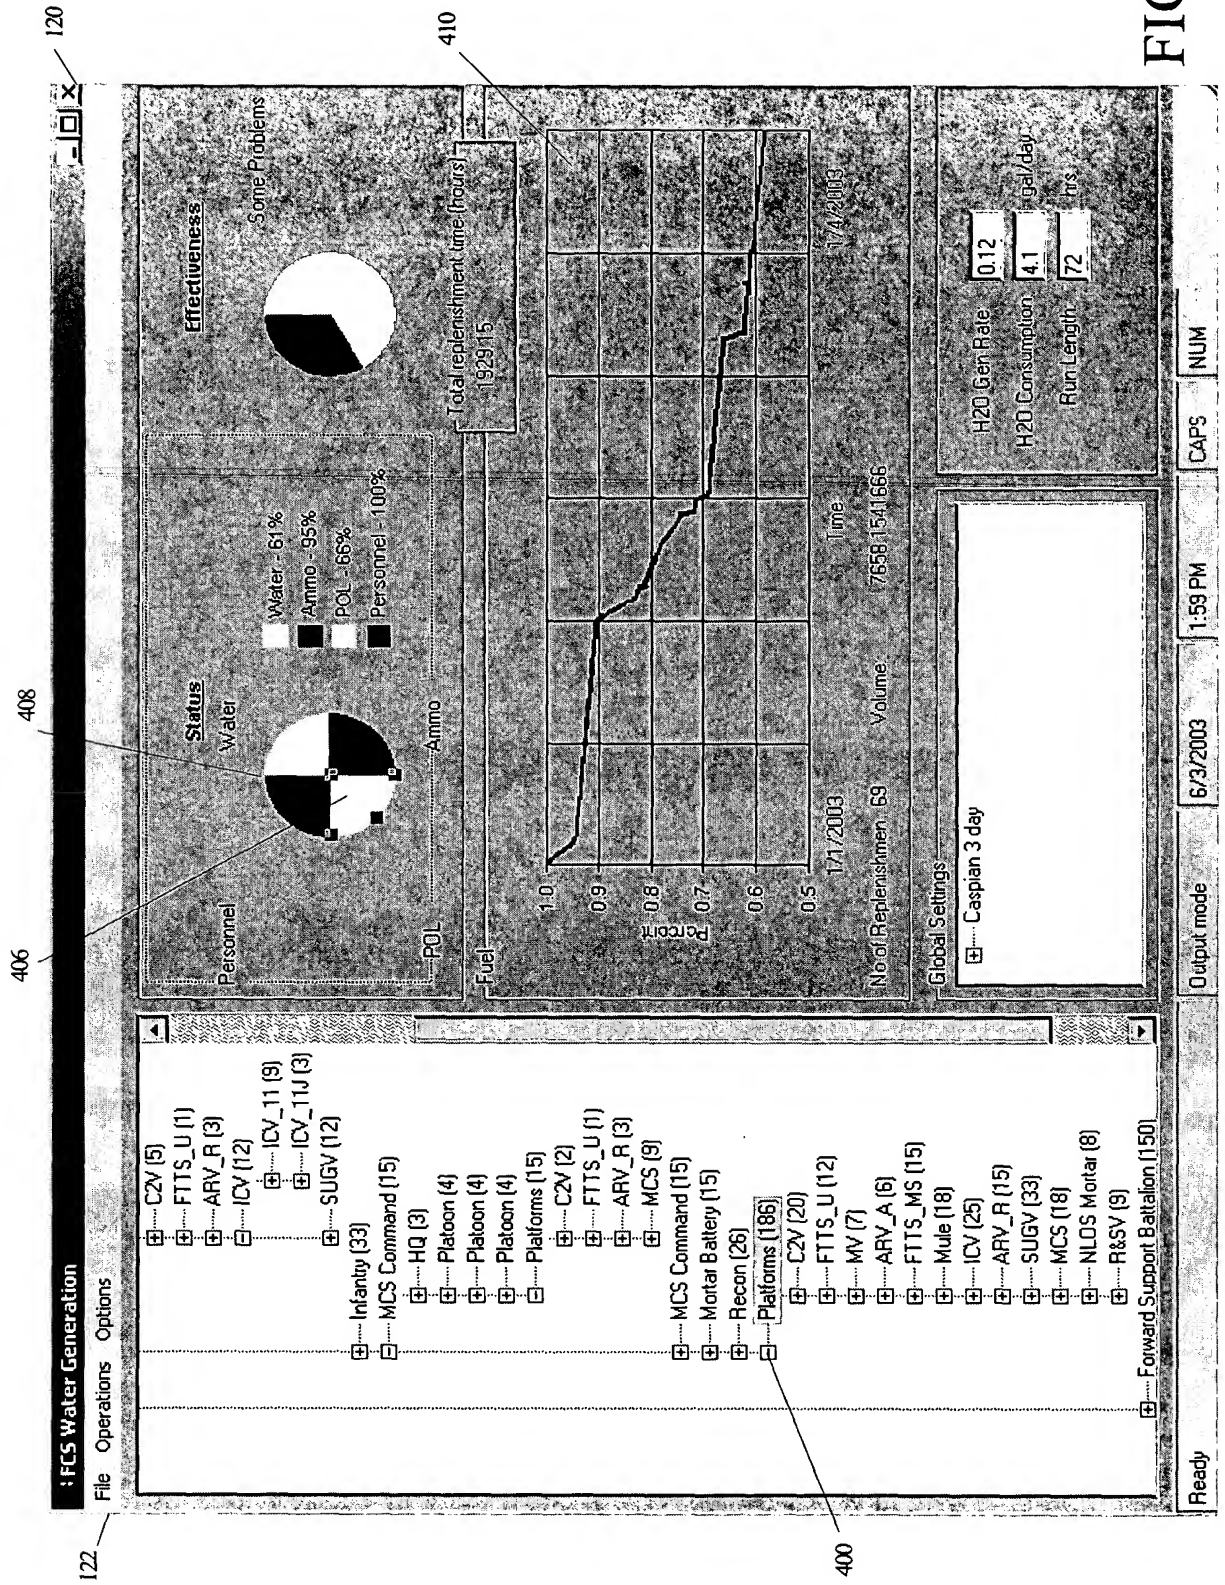 120
FCS Water Generation
File Operations Options
122
C2V (5)
FTTS_U (1)
ARV_R (3)
ICV (12)
ICV_11 (9)
ICV_11J (3)
SUGV (12)
Infantry (33)
MCS Command (15)
HQ (3)
Platoon (4)
Platoon (4)
Platoon (4)
Platforms (15)
C2V (2)
FTTS_U (1)
ARV_R (3)
MCS (9)
MCS Command (15)
Mortar Battery (15)
Recon (26)
Platforms (186)
C2V (20)
FTTS_U (12)
MV (7)
ARV_A (6)
FTTS_MS (15)
Mule (18)
ICV (25)
ARV_R (15)
SUGV (33)
MCS (18)
NLOS Mortar (8)
R&SV (9)
Forward Support Battalion (150)
400
406
408
Status
Personnel
Water
POL
Ammo
Water - 61%
Ammo - 95%
POL - 66%
Personnel - 100%
Effectiveness
Some Problems
Total replenishment time (hours)
1929.15
410
Fuel
Percent
1.0
0.9
0.8
0.7
0.6
0.5
1/1/2003
Time
1/4/2003
No of Replenishmen 69
Volume
7658.1541666
Global Settings
Caspian 3 day
H2O Gen Rate 0.12
H2O Consumption 4.1 gal/day
Run Length 72 hrs
Ready
Output mode
6/3/2003
1:59 PM
CAPS
NUM